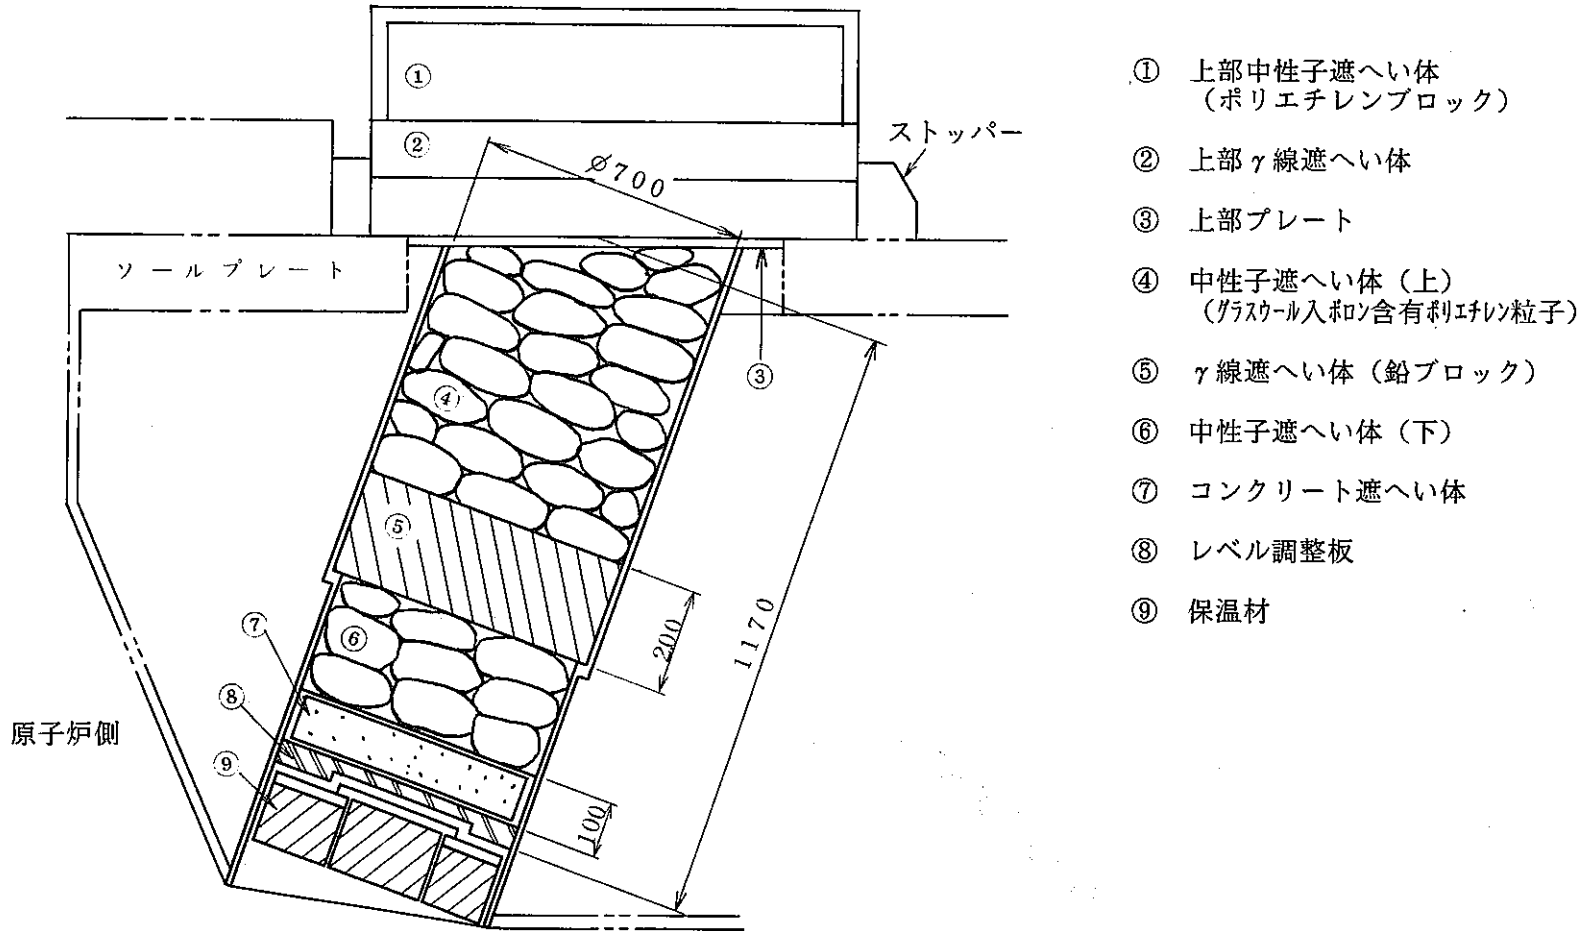 ① 上部中性子遮へい体
（ポリエチレンブロック）
② 上部γ線遮へい体
③ 上部プレート
④ 中性子遮へい体（上）
（グラスウール入ボロン含有ポリエチレン粒子）
⑤ γ線遮へい体（鉛ブロック）
⑥ 中性子遮へい体（下）
⑦ コンクリート遮へい体
⑧ レベル調整板
⑨ 保温材
①
②
ストッパー
⌀700
ソールプレート
③
④
⑤
⑥
⑦
⑧
⑨
200
1170
100
原子炉側